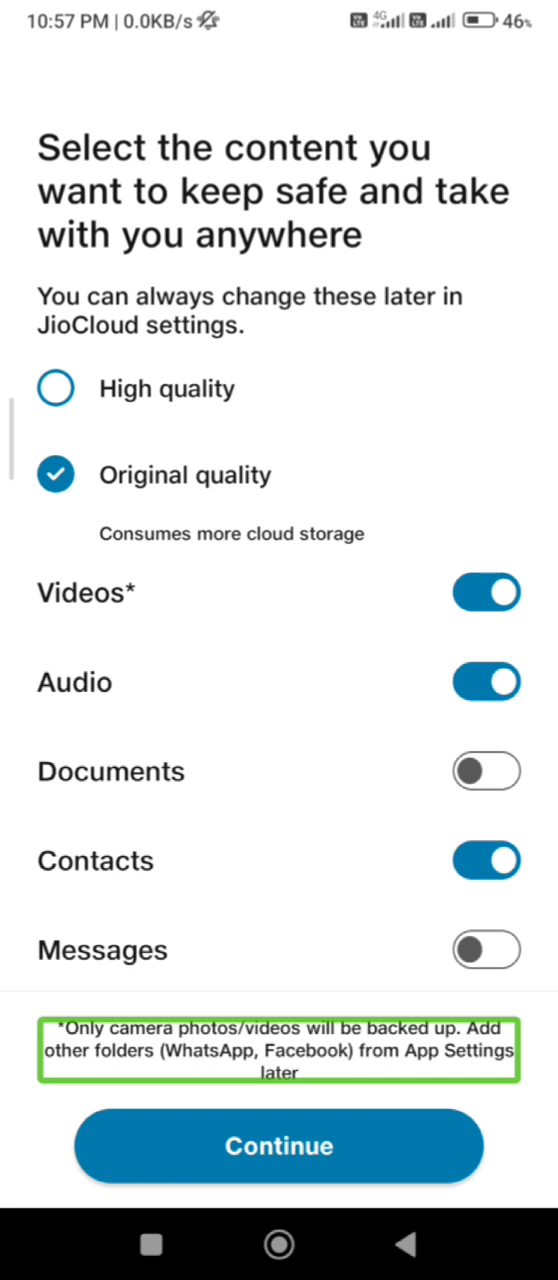 10:57 PM | 0.0KB/s
4G 46%
Select the content you
want to keep safe and take
with you anywhere
You can always change these later in
JioCloud settings.
High quality
Original quality
Consumes more cloud storage
Videos*
Audio
Documents
Contacts
Messages
*Only camera photos/videos will be backed up. Add
other folders (WhatsApp, Facebook) from App Settings
later
Continue